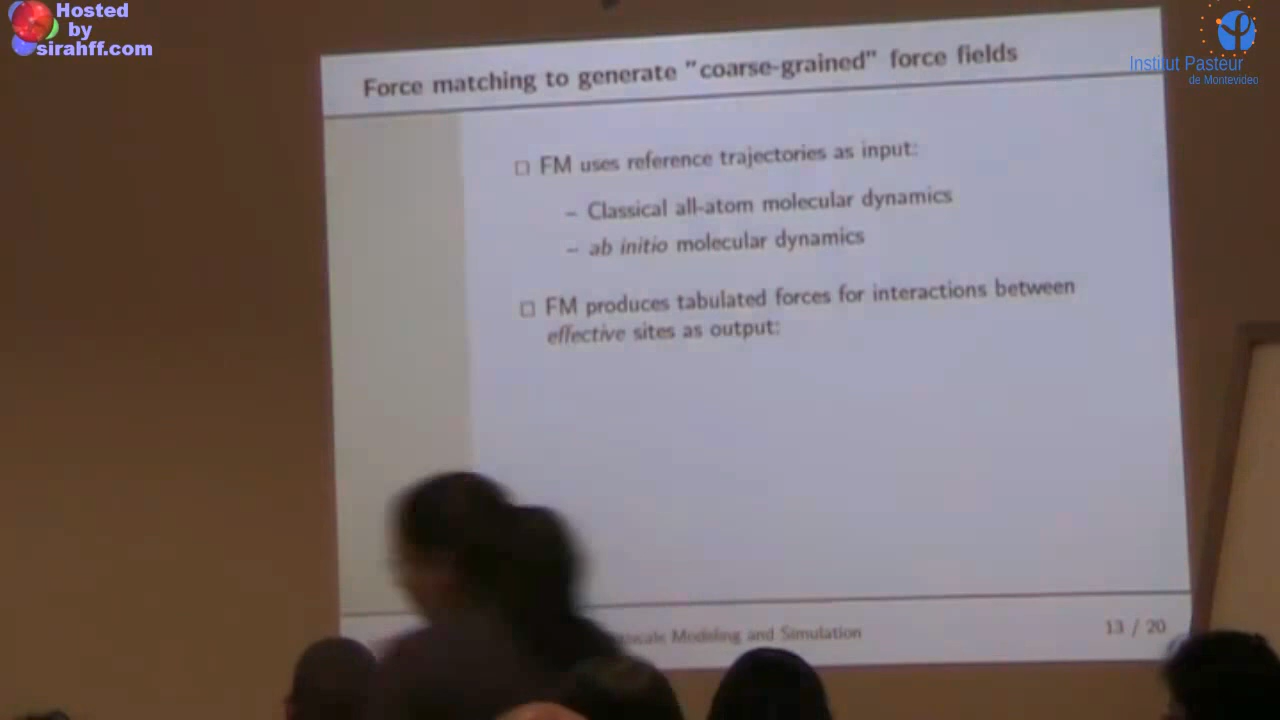 Hosted
by
sirahff.com
Institut Pasteur
de Montevideo
Force matching to generate "coarse-grained" force fields
□ FM uses reference trajectories as input:
– Classical all-atom molecular dynamics
– ab initio molecular dynamics
□ FM produces tabulated forces for interactions between
effective sites as output:
Modeling and Simulation
13 / 20